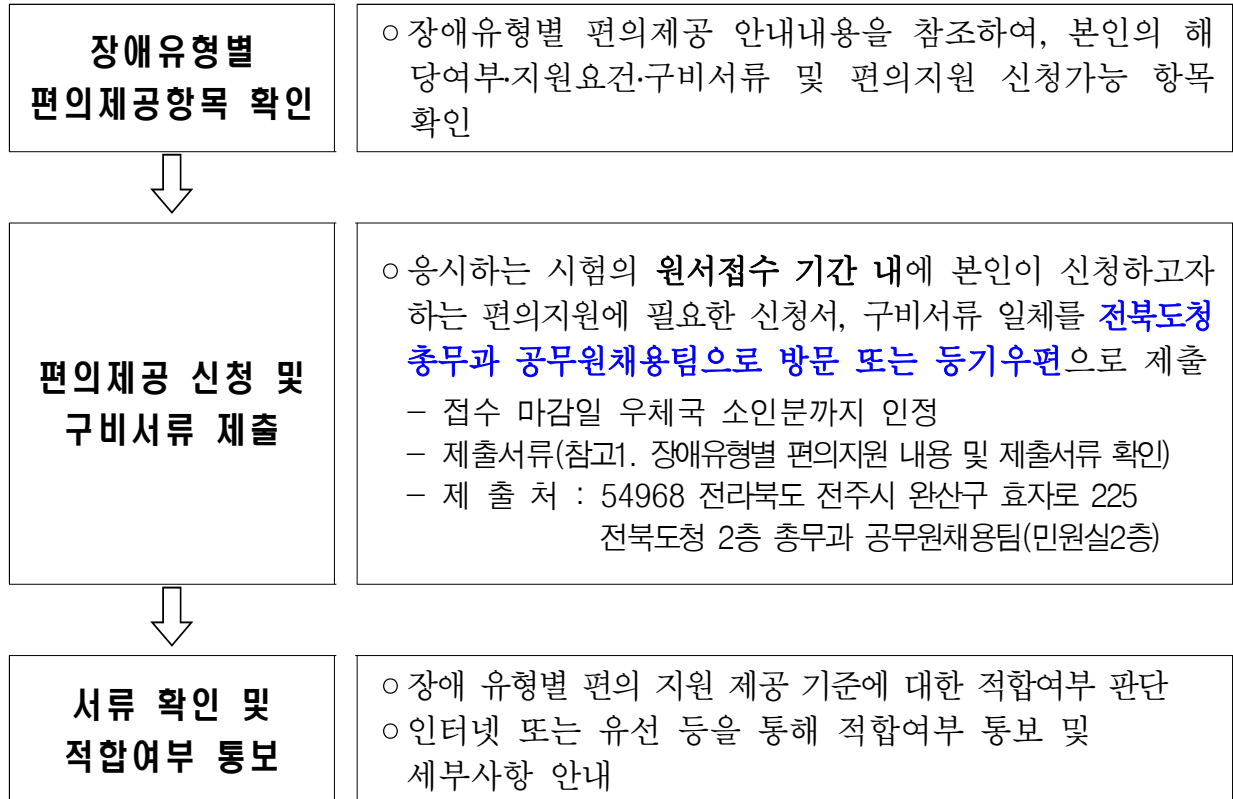 장애유형별
편의제공항목 확인
○ 장애유형별 편의제공 안내내용을 참조하여, 본인의 해
당여부·지원요건·구비서류 및 편의지원 신청가능 항목
확인
편의제공 신청 및
구비서류 제출
○ 응시하는 시험의 원서접수 기간 내에 본인이 신청하고자
하는 편의지원에 필요한 신청서, 구비서류 일체를 전북도청
총무과 공무원채용팀으로 방문 또는 등기우편으로 제출
- 접수 마감일 우체국 소인분까지 인정
- 제출서류(참고1. 장애유형별 편의지원 내용 및 제출서류 확인)
- 제 출 처 : 54968 전라북도 전주시 완산구 효자로 225
전북도청 2층 총무과 공무원채용팀(민원실2층)
서류 확인 및
적합여부 통보
○ 장애 유형별 편의 지원 제공 기준에 대한 적합여부 판단
○ 인터넷 또는 유선 등을 통해 적합여부 통보 및
세부사항 안내